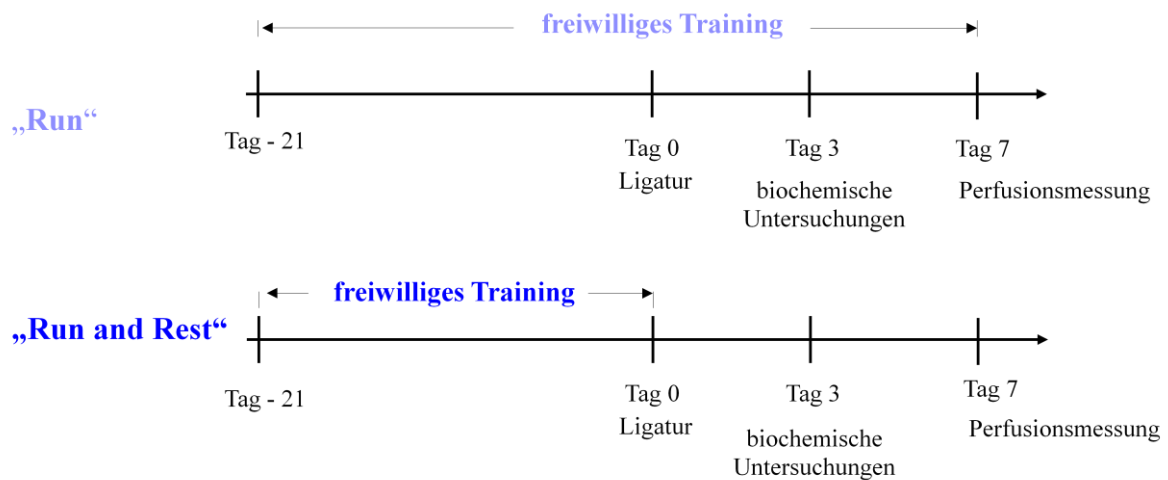 freiwilliges Training
„Run“
Tag - 21
Tag 0
Tag 3
Tag 7
Ligatur
biochemische
Untersuchungen
Perfusionsmessung
freiwilliges Training
„Run and Rest“
Tag - 21
Tag 0
Tag 3
Tag 7
Ligatur
biochemische
Untersuchungen
Perfusionsmessung